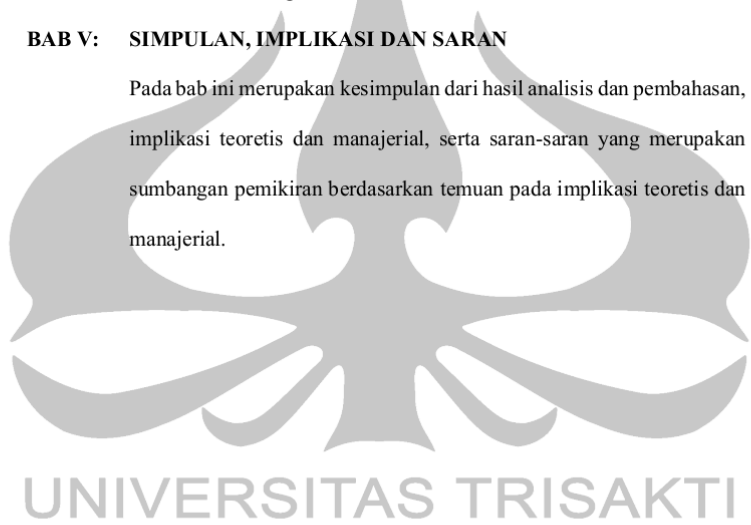 BAB V: SIMPULAN, IMPLIKASI DAN SARAN
Pada bab ini merupakan kesimpulan dari hasil analisis dan pembahasan,
implikasi teoretis dan manajerial, serta saran-saran yang merupakan
sumbangan pemikiran berdasarkan temuan pada implikasi teoretis dan
manajerial.
UNIVERSITAS TRISAKTI